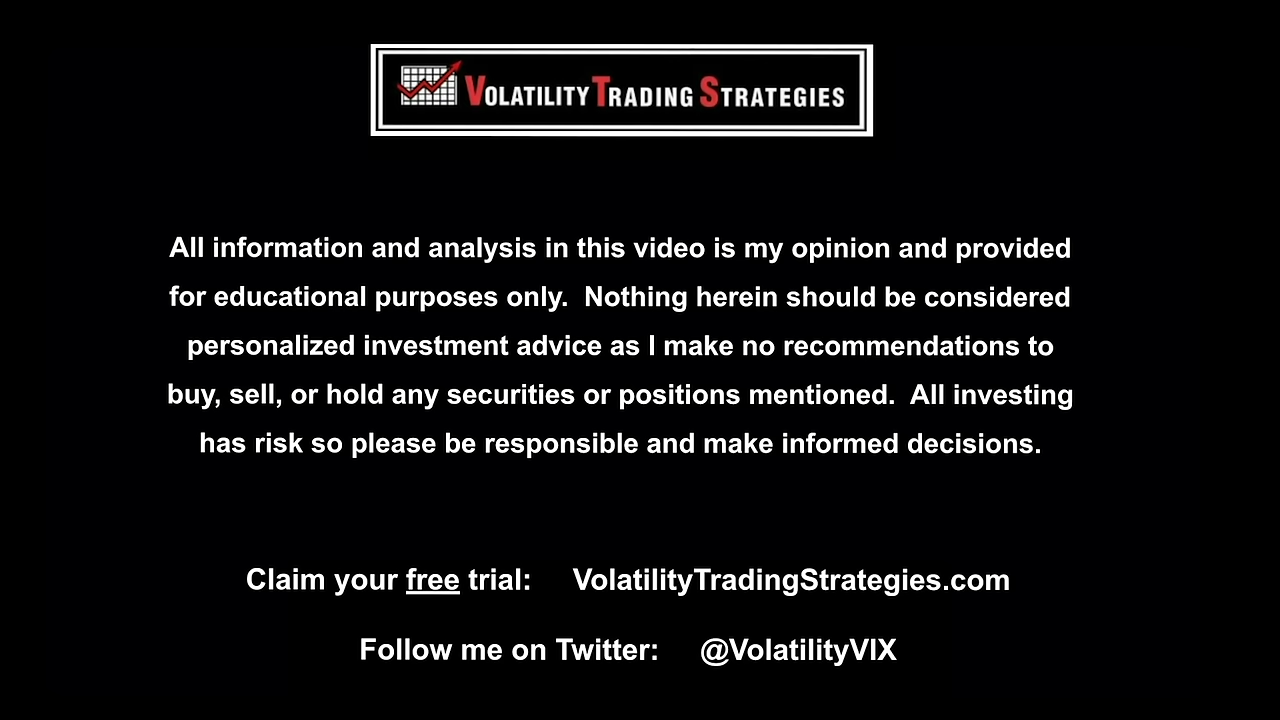 VOLATILITY TRADING STRATEGIES
All information and analysis in this video is my opinion and provided
for educational purposes only.  Nothing herein should be considered
personalized investment advice as I make no recommendations to
buy, sell, or hold any securities or positions mentioned.  All investing
has risk so please be responsible and make informed decisions.
Claim your free trial:     VolatilityTradingStrategies.com
Follow me on Twitter:     @VolatilityVIX